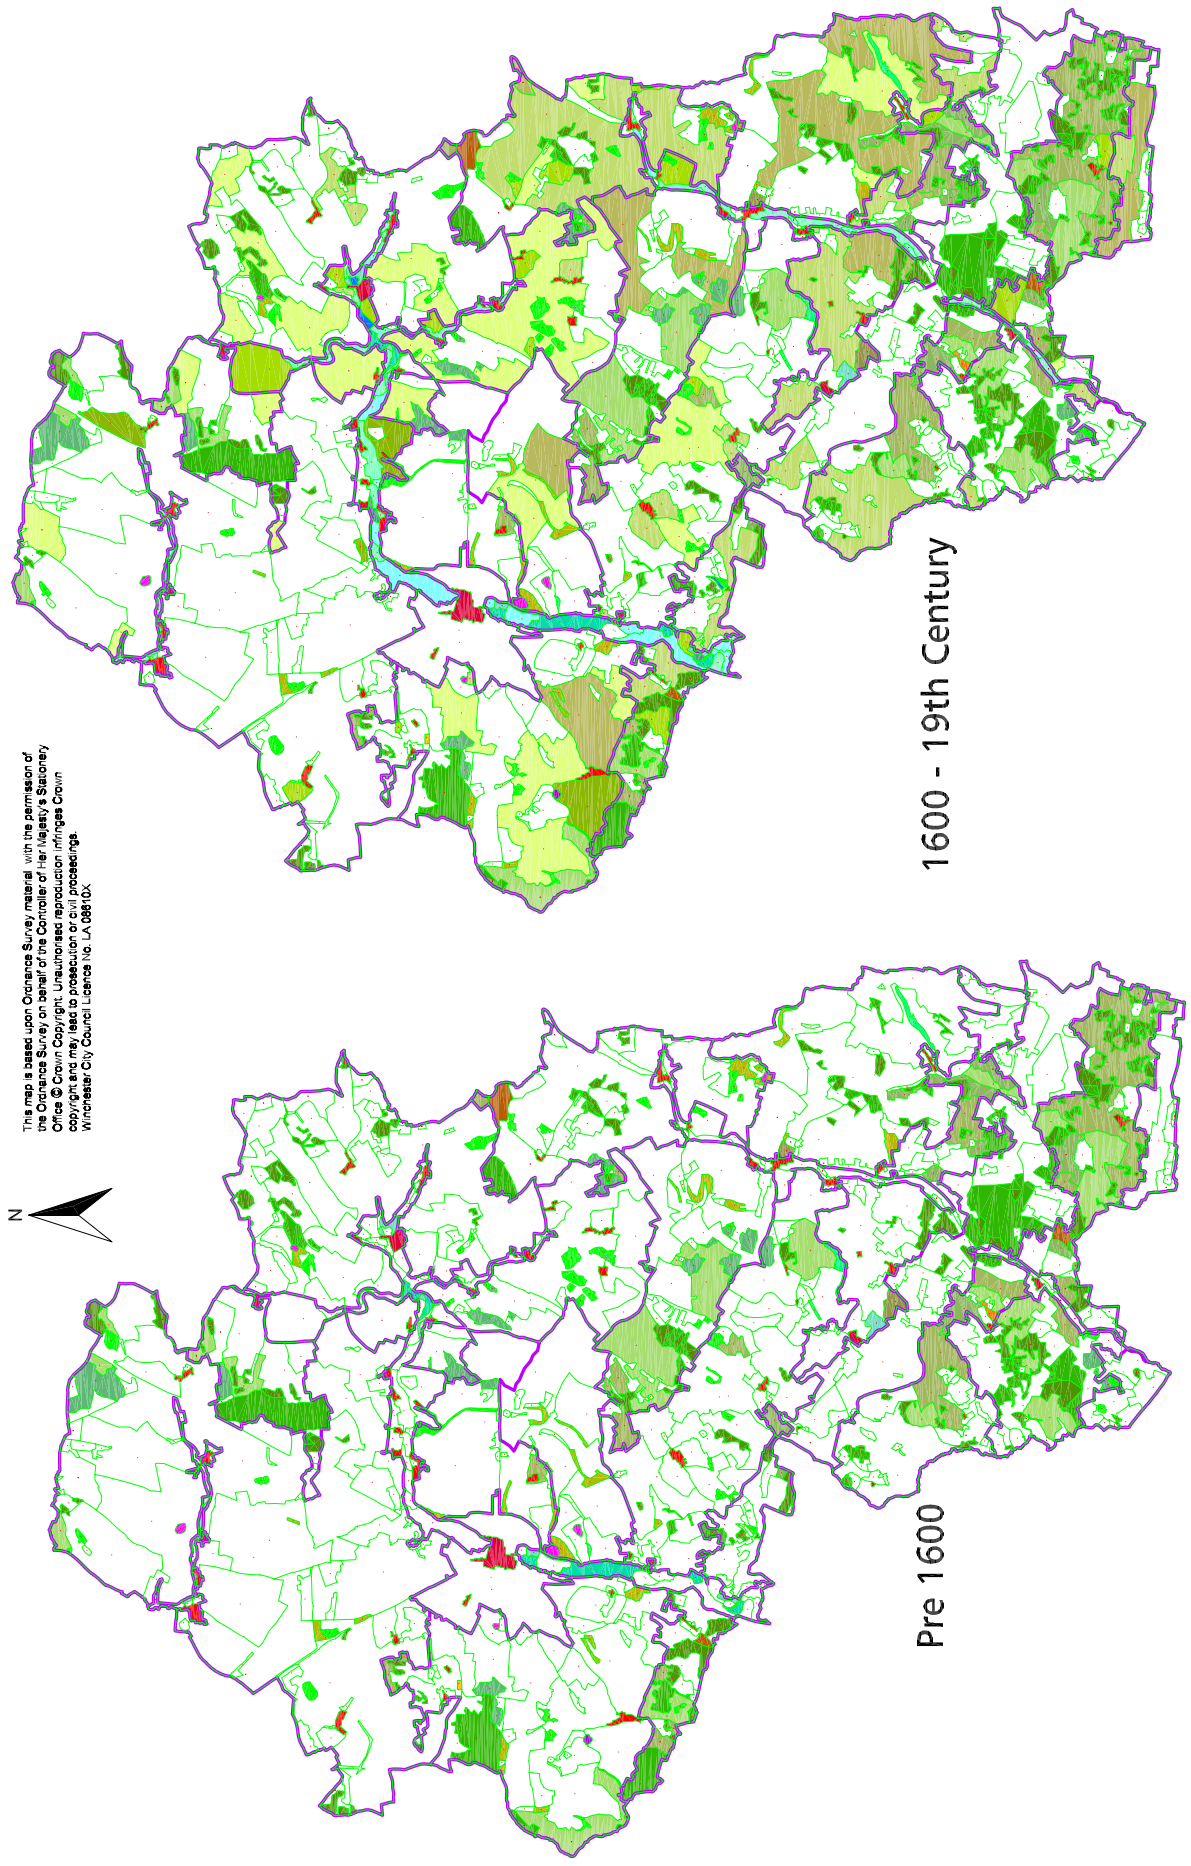 This map is based upon Ordnance Survey material with the permission of
the Ordnance Survey on behalf of the Controller of Her Majesty's Stationery
Office © Crown Copyright. Unauthorised reproduction infringes Crown
copyright and may lead to prosecution or civil proceedings.
Winchester City Council Licence No. LA 08610X
N
1600 - 19th Century
Pre 1600